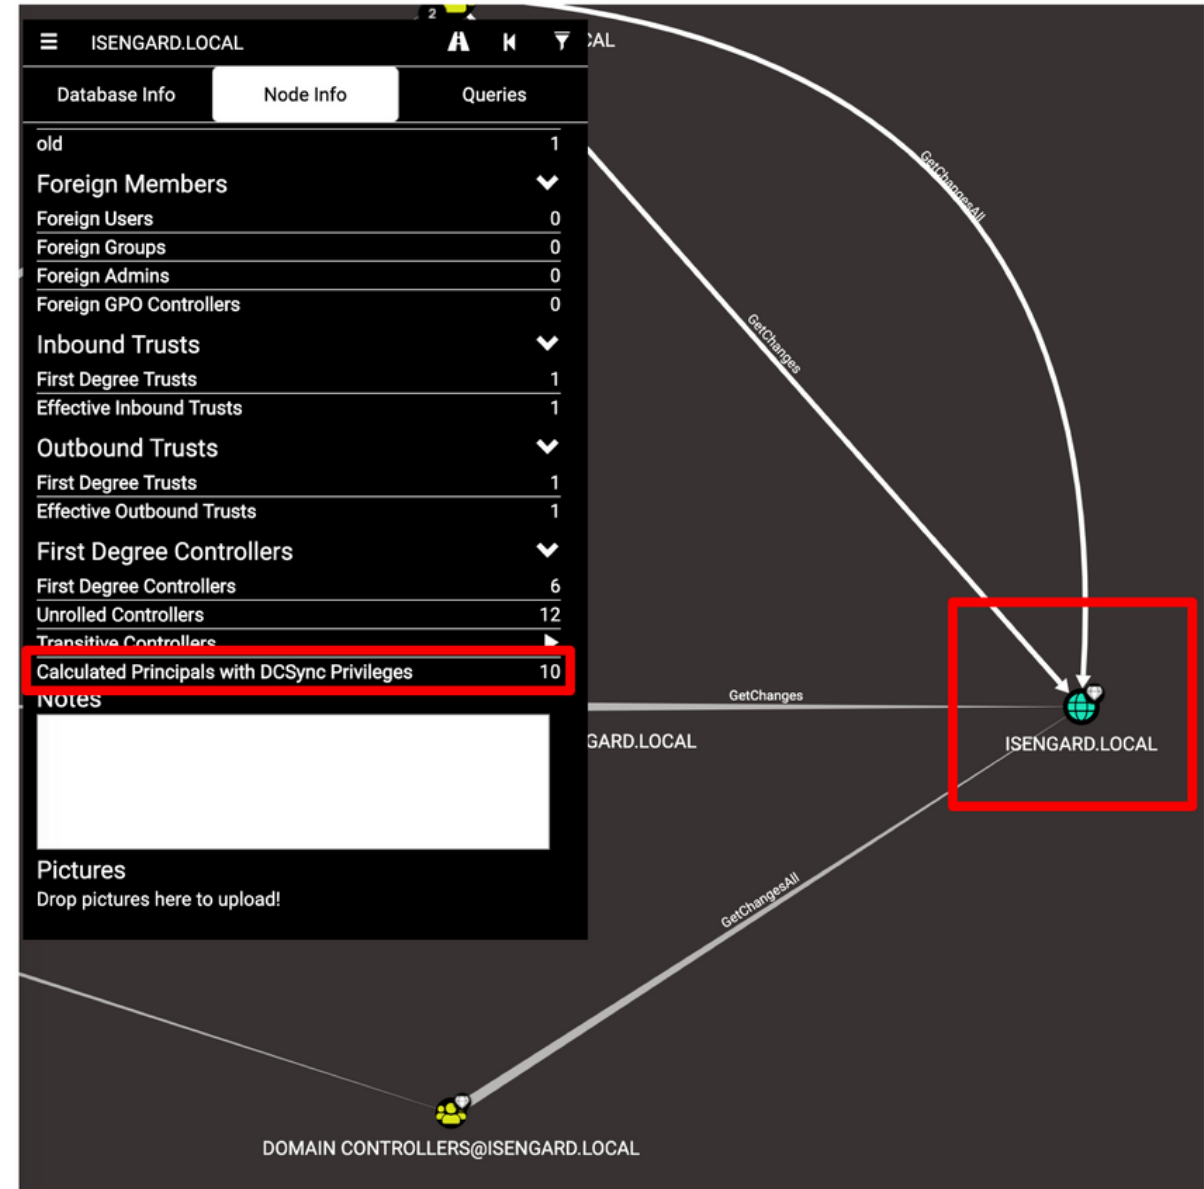 2
ISENGARD.LOCAL
CAL
Database Info
Node Info
Queries
old 1
Foreign Members
Foreign Users 0
Foreign Groups 0
Foreign Admins 0
Foreign GPO Controllers 0
Inbound Trusts
First Degree Trusts 1
Effective Inbound Trusts 1
Outbound Trusts
First Degree Trusts 1
Effective Outbound Trusts 1
First Degree Controllers
First Degree Controllers 6
Unrolled Controllers 12
Transitive Controllers
Calculated Principals with DCSync Privileges 10
Notes
Pictures
Drop pictures here to upload!
GetChangesAll
GetChanges
GetChanges
GARD.LOCAL
ISENGARD.LOCAL
GetChangesAll
DOMAIN CONTROLLERS@ISENGARD.LOCAL